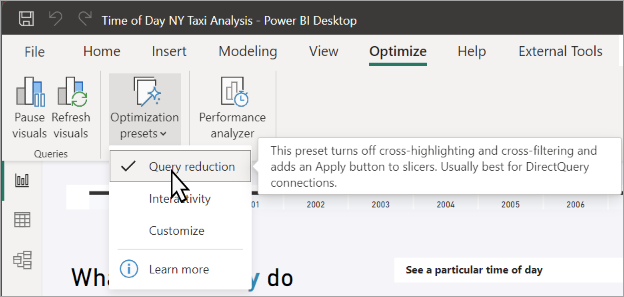 Time of Day NY Taxi Analysis - Power BI Desktop
File Home Insert Modeling View Optimize Help External Tools
Pause visuals
Refresh visuals
Optimization presets
Performance analyzer
Queries
Query reduction
Interactivity
Customize
Learn more
This preset turns off cross-highlighting and cross-filtering and
adds an Apply button to slicers. Usually best for DirectQuery
connections.
2002 2003 2004 2005 2006
do
See a particular time of day